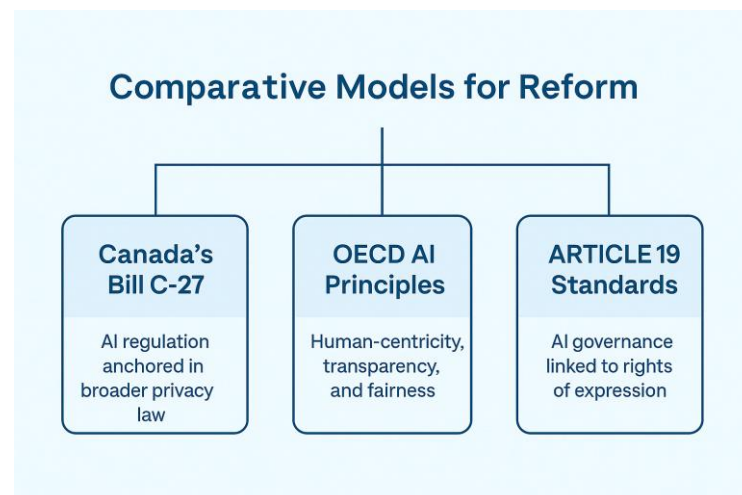 Comparative Models for Reform
Canada's
Bill C-27
AI regulation
anchored in
broader privacy
law
OECD AI
Principles
Human-centricity,
transparency,
and fairness
ARTICLE 19
Standards
AI governance
linked to rights
of expression